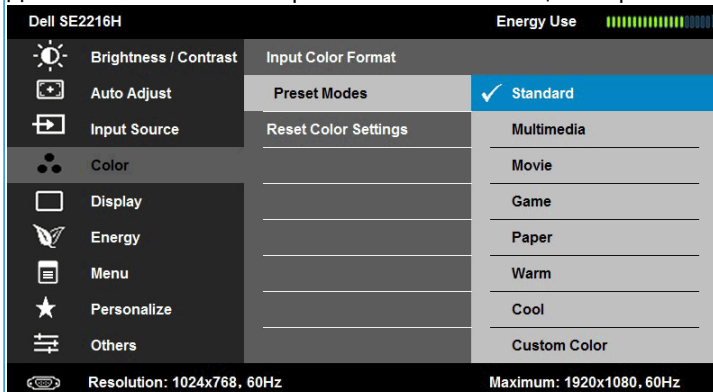 Dell SE2216H Energy Use
Brightness / Contrast Input Color Format
Auto Adjust Preset Modes Standard
Input Source Reset Color Settings Multimedia
Color Movie
Display Game
Energy Paper
Menu Warm
Personalize Cool
Others Custom Color
Resolution: 1024x768, 60Hz Maximum: 1920x1080, 60Hz